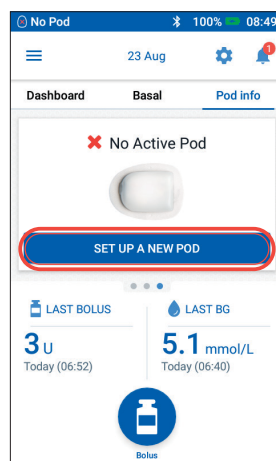 No Pod 100% 08:49
23 Aug 1
Dashboard Basal Pod info
No Active Pod
SET UP A NEW POD
LAST BOLUS LAST BG
3 U 5.1 mmol/L
Today (06:52) Today (06:40)
Bolus